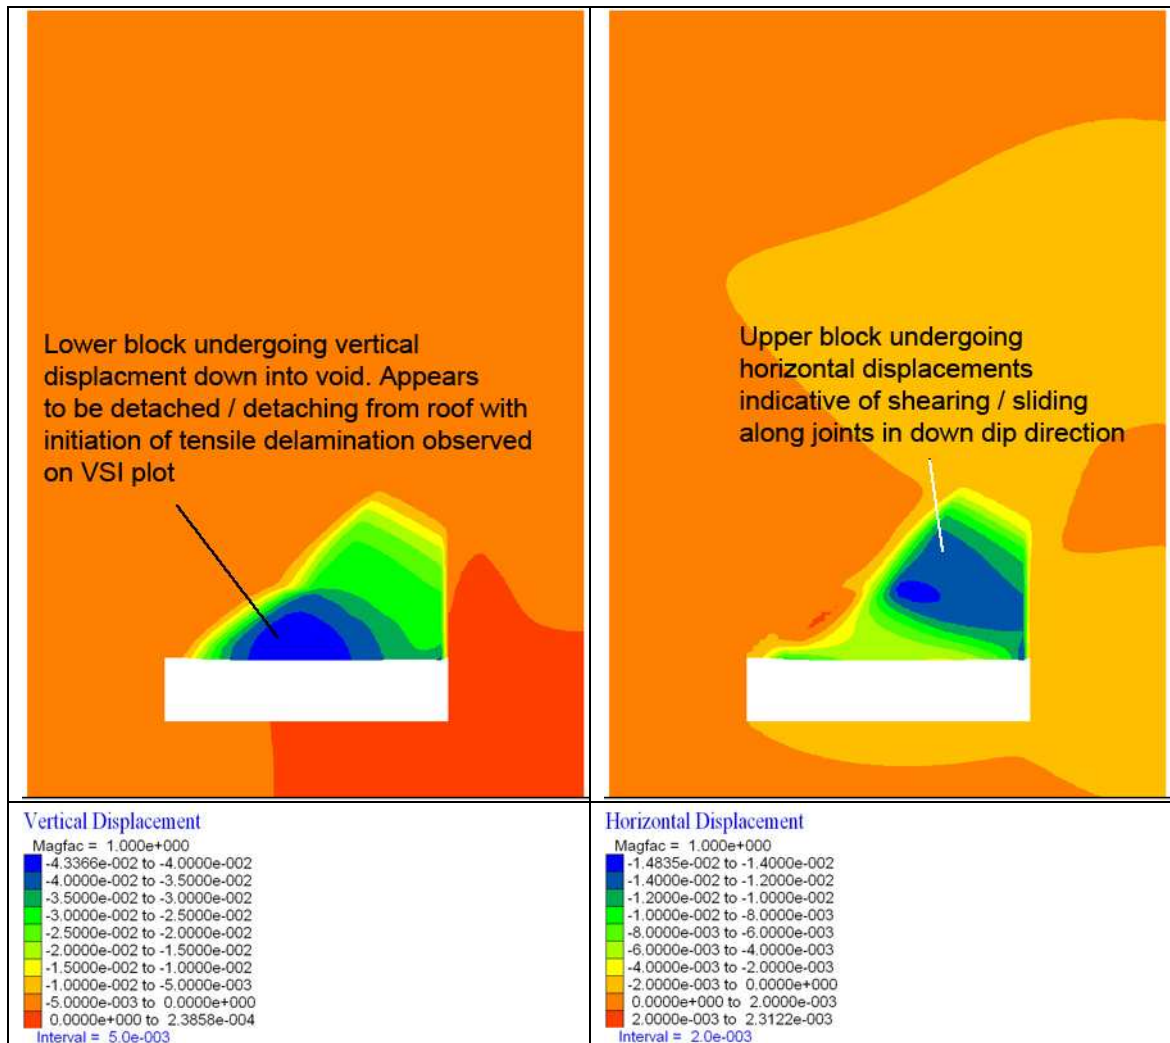 Lower block undergoing vertical
displacment down into void. Appears
to be detached / detaching from roof with
initiation of tensile delamination observed
on VSI plot
Upper block undergoing
horizontal displacements
indicative of shearing / sliding
along joints in down dip direction
Vertical Displacement
Magfac = 1.000e+000
-4.3366e-002 to -4.0000e-002
-4.0000e-002 to -3.5000e-002
-3.5000e-002 to -3.0000e-002
-3.0000e-002 to -2.5000e-002
-2.5000e-002 to -2.0000e-002
-2.0000e-002 to -1.5000e-002
-1.5000e-002 to -1.0000e-002
-1.0000e-002 to -5.0000e-003
-5.0000e-003 to 0.0000e+000
0.0000e+000 to 2.3858e-004
Interval = 5.0e-003
Horizontal Displacement
Magfac = 1.000e+000
-1.4835e-002 to -1.4000e-002
-1.4000e-002 to -1.2000e-002
-1.2000e-002 to -1.0000e-002
-1.0000e-002 to -8.0000e-003
-8.0000e-003 to -6.0000e-003
-6.0000e-003 to -4.0000e-003
-4.0000e-003 to -2.0000e-003
-2.0000e-003 to 0.0000e+000
0.0000e+000 to 2.0000e-003
2.0000e-003 to 2.3122e-003
Interval = 2.0e-003